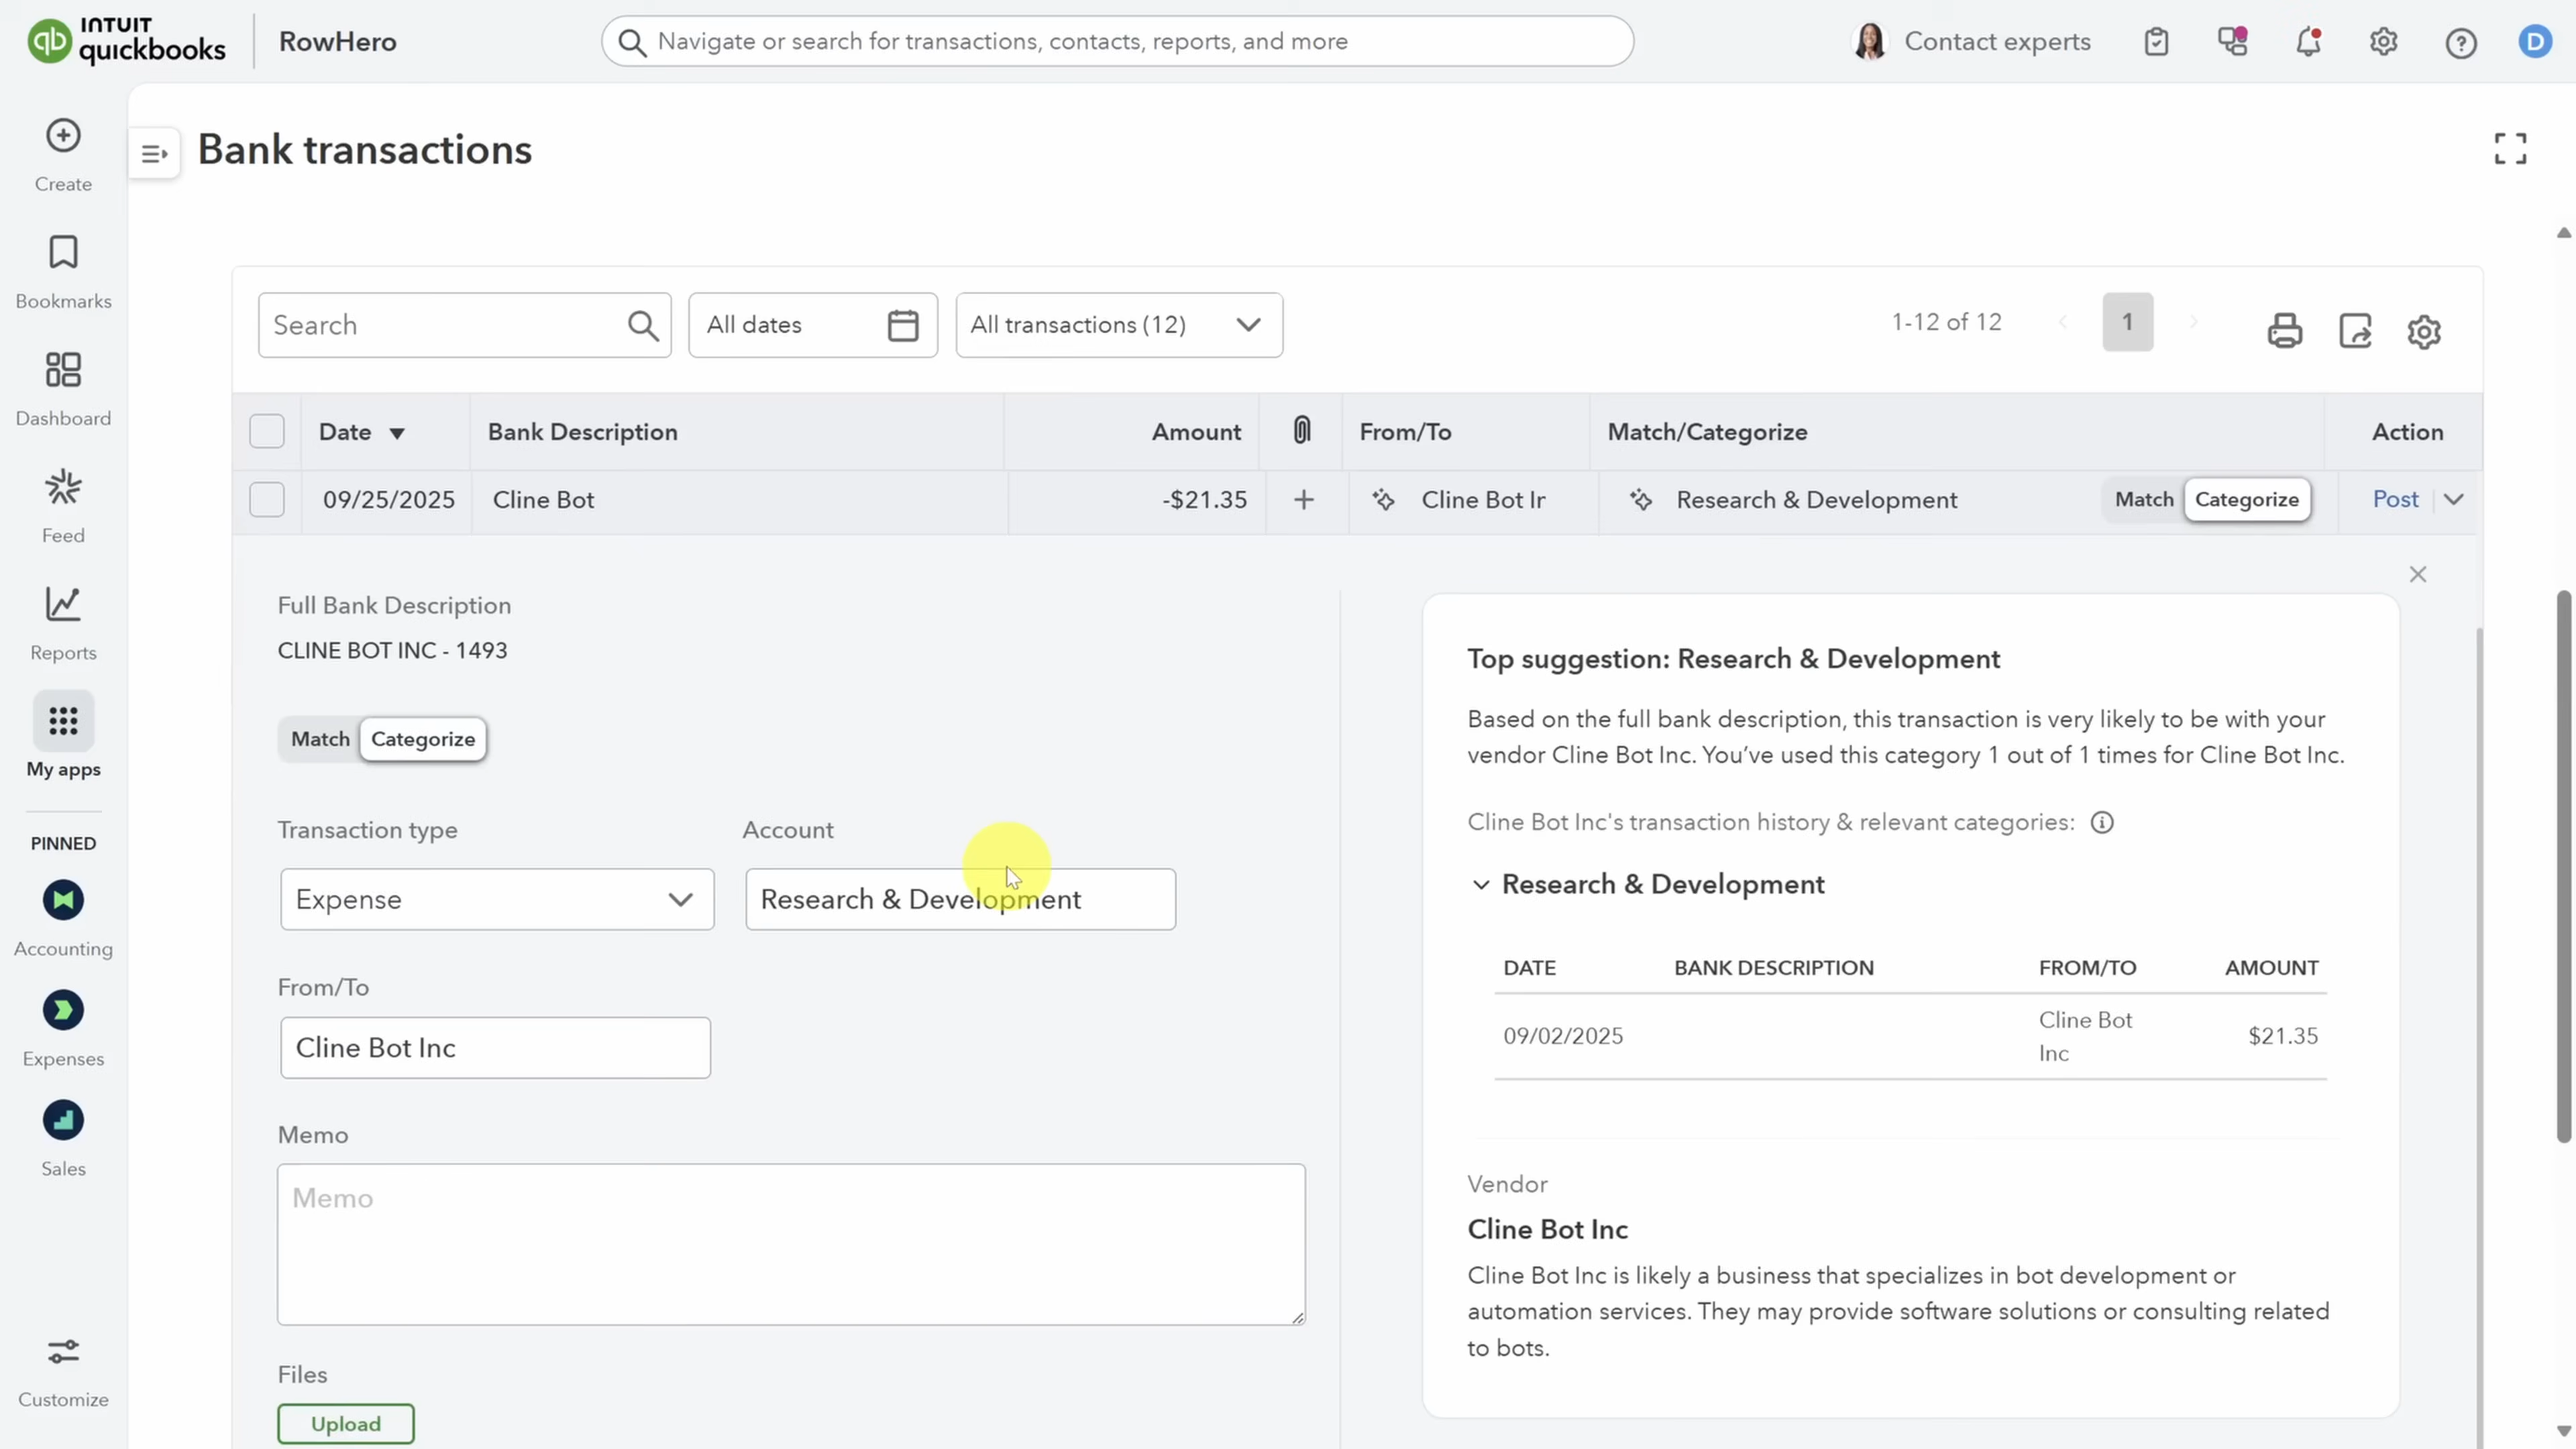 INTUIT
quickbooks
RowHero
Navigate or search for transactions, contacts, reports, and more
Contact experts
D
Create
Bookmarks
Dashboard
Feed
Reports
My apps
PINNED
Accounting
Expenses
Sales
Customize
Bank transactions
Search
All dates
All transactions (12)
1-12 of 12
1
Date
Bank Description
Amount
From/To
Match/Categorize
Action
09/25/2025
Cline Bot
-$21.35
Cline Bot Ir
Research & Development
Match
Categorize
Post
Full Bank Description
CLINE BOT INC - 1493
Match
Categorize
Transaction type
Account
Expense
Research & Development
From/To
Cline Bot Inc
Memo
Memo
Files
Upload
Top suggestion: Research & Development
Based on the full bank description, this transaction is very likely to be with your
vendor Cline Bot Inc. You’ve used this category 1 out of 1 times for Cline Bot Inc.
Cline Bot Inc's transaction history & relevant categories:
Research & Development
DATE
BANK DESCRIPTION
FROM/TO
AMOUNT
09/02/2025
Cline Bot
Inc
$21.35
Vendor
Cline Bot Inc
Cline Bot Inc is likely a business that specializes in bot development or
automation services. They may provide software solutions or consulting related
to bots.